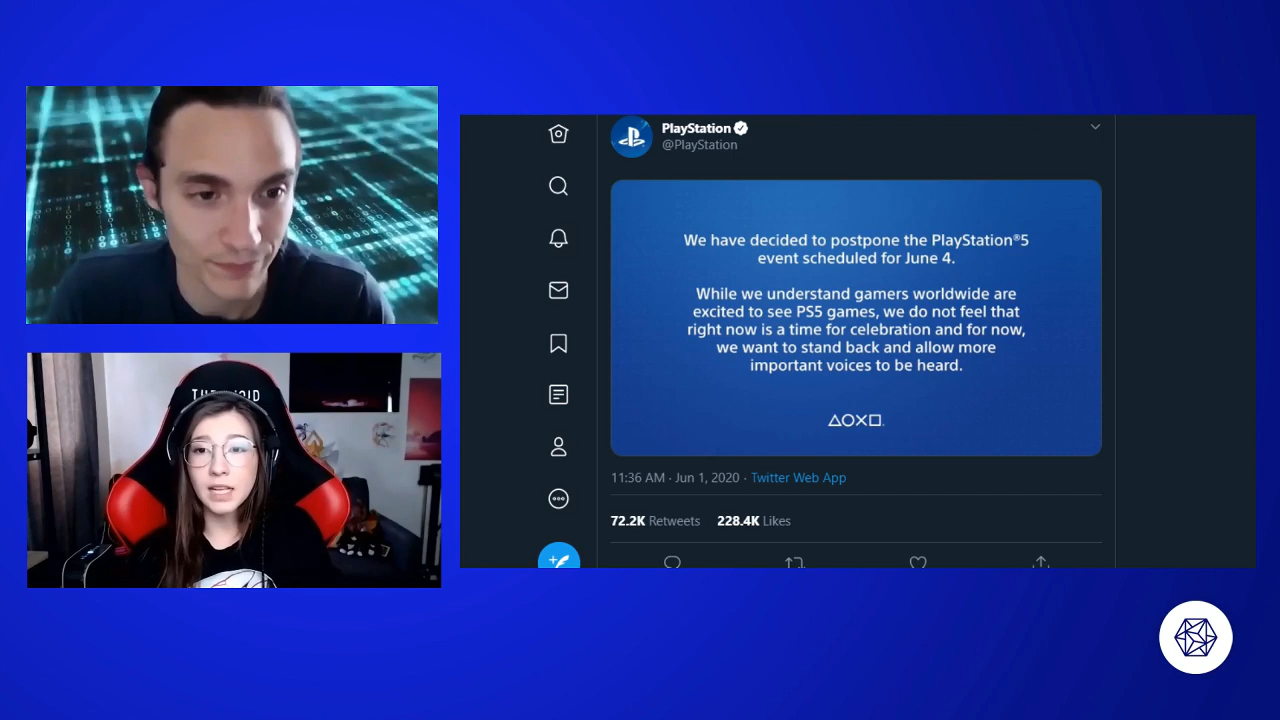 THE VOID
PlayStation
@PlayStation
We have decided to postpone the PlayStation®5
event scheduled for June 4.
While we understand gamers worldwide are
excited to see PS5 games, we do not feel that
right now is a time for celebration and for now,
we want to stand back and allow more
important voices to be heard.
11:36 AM · Jun 1, 2020 · Twitter Web App
72.2K Retweets 228.4K Likes